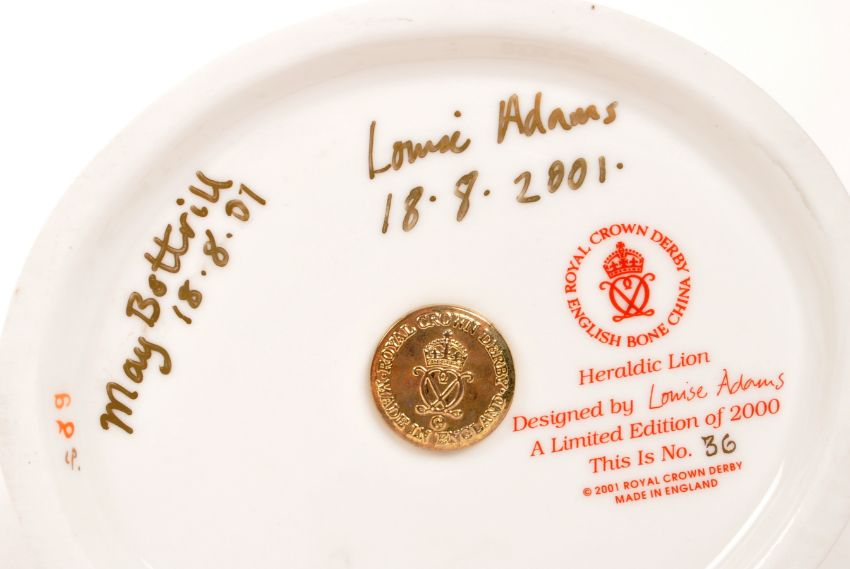 Louise Adams
18.8.2001.
May Bottrill
18.8.01
ROYAL CROWN DERBY
ENGLISH BONE CHINA
Heraldic Lion
Designed by Louise Adams
A Limited Edition of 2000
This Is No. 36
© 2001 ROYAL CROWN DERBY
MADE IN ENGLAND
ROYAL CROWN DERBY
MADE IN ENGLAND
G